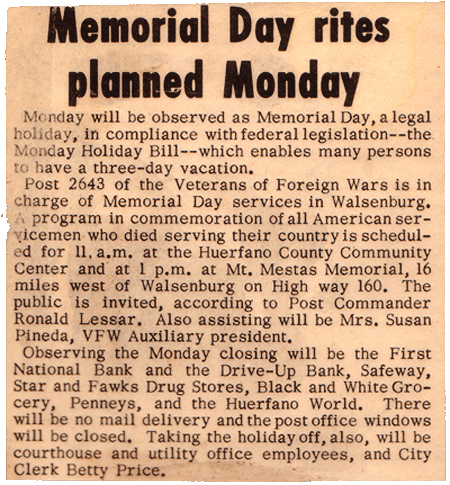 Memorial Day rites
planned Monday
Monday will be observed as Memorial Day, a legal
holiday, in compliance with federal legislation--the
Monday Holiday Bill--which enables many persons
to have a three-day vacation.
Post 2643 of the Veterans of Foreign Wars is in
charge of Memorial Day services in Walsenburg.
A program in commemoration of all American ser-
vicemen who died serving their country is schedul-
ed for 11. a.m. at the Huerfano County Community
Center and at 1 p.m. at Mt. Mestas Memorial, 16
miles west of Walsenburg on High way 160. The
public is invited, according to Post Commander
Ronald Lessar. Also assisting will be Mrs. Susan
Pineda, VFW Auxiliary president.
Observing the Monday closing will be the First
National Bank and the Drive-Up Bank, Safeway,
Star and Fawks Drug Stores, Black and White Gro-
cery, Penneys, and the Huerfano World. There
will be no mail delivery and the post office windows
will be closed. Taking the holiday off, also, will be
courthouse and utility office employees, and City
Clerk Betty Price.